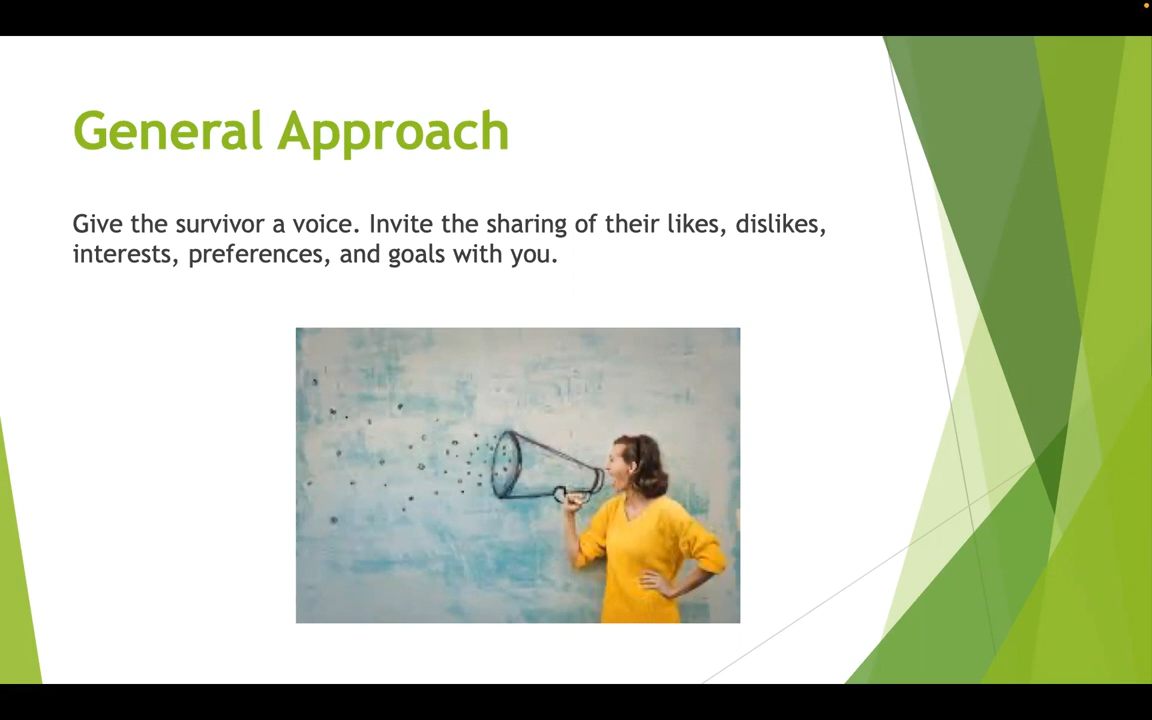 General Approach
Give the survivor a voice. Invite the sharing of their likes, dislikes,
interests, preferences, and goals with you.